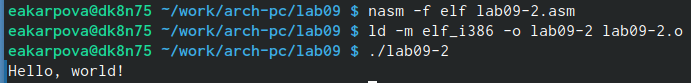 eakarpova@dk8n75 ~/work/arch-pc/lab09 $ nasm -f elf lab09-2.asm
eakarpova@dk8n75 ~/work/arch-pc/lab09 $ ld -m elf_i386 -o lab09-2 lab09-2.o
eakarpova@dk8n75 ~/work/arch-pc/lab09 $ ./lab09-2
Hello, world!